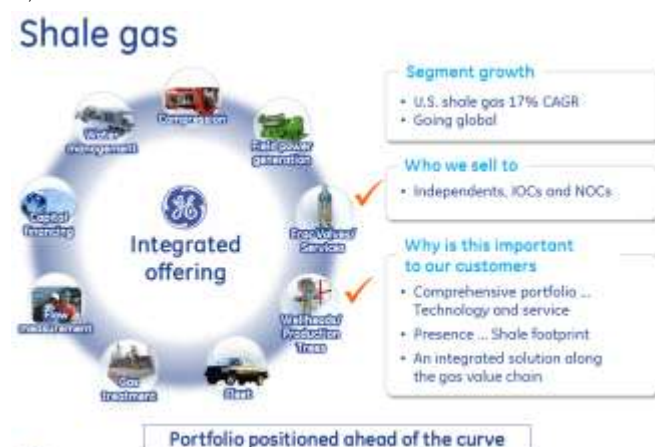 Shale gas
Compression
Field power
generation
Frac Valves/
Services
Wellheads/
Production
Trees
Fleet
Gas
treatment
Flow
measurement
Capital
financing
Water
management
Integrated
offering
Segment growth
• U.S. shale gas 17% CAGR
• Going global
Who we sell to
• Independents, IOCs and NOCs
Why is this important
to our customers
• Comprehensive portfolio ...
Technology and service
• Presence ... Shale footprint
• An integrated solution along
the gas value chain
Portfolio positioned ahead of the curve